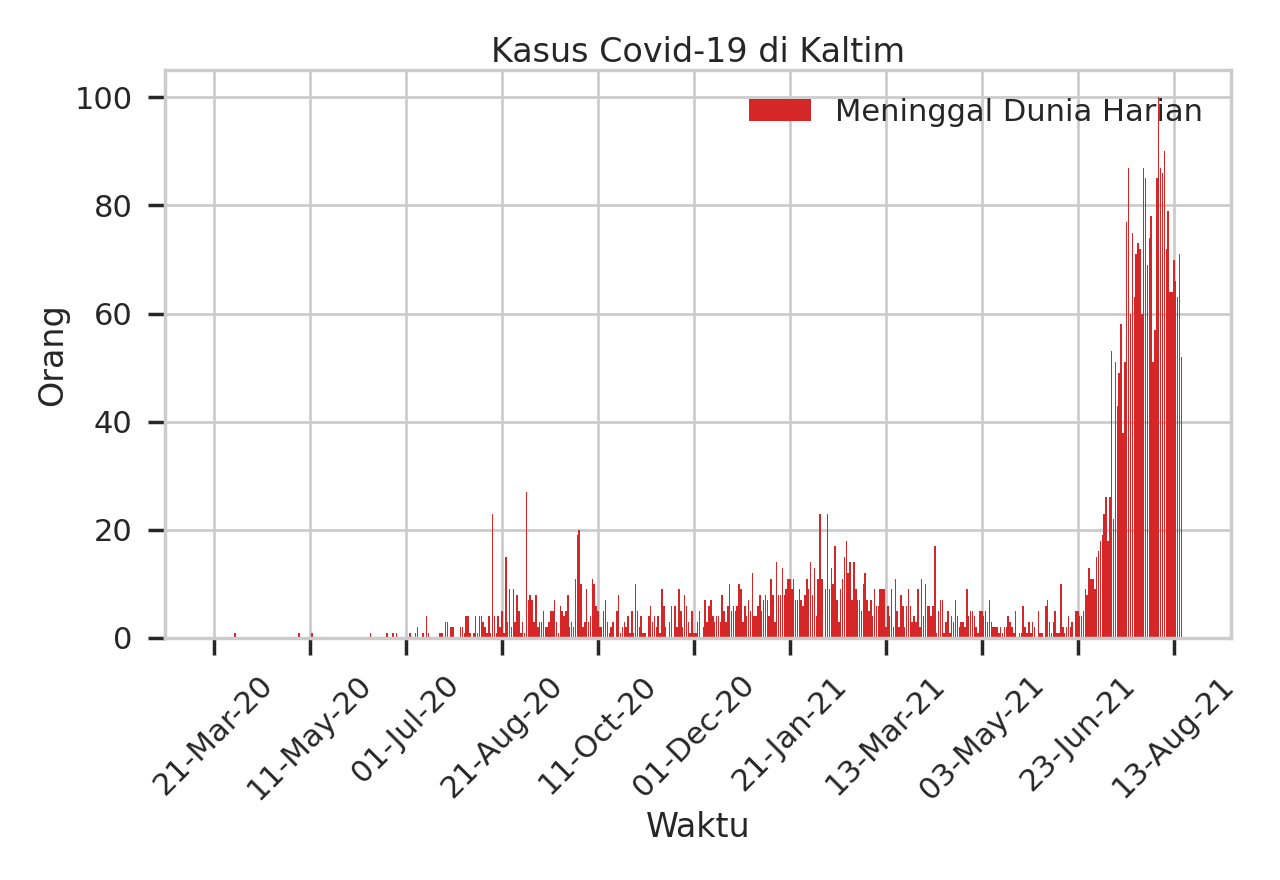 Kasus Covid-19 di Kaltim
Meninggal Dunia Harian
Orang
100
80
60
40
20
0
21-Mar-20
11-May-20
01-Jul-20
21-Aug-20
11-Oct-20
01-Dec-20
21-Jan-21
13-Mar-21
03-May-21
23-Jun-21
13-Aug-21
Waktu